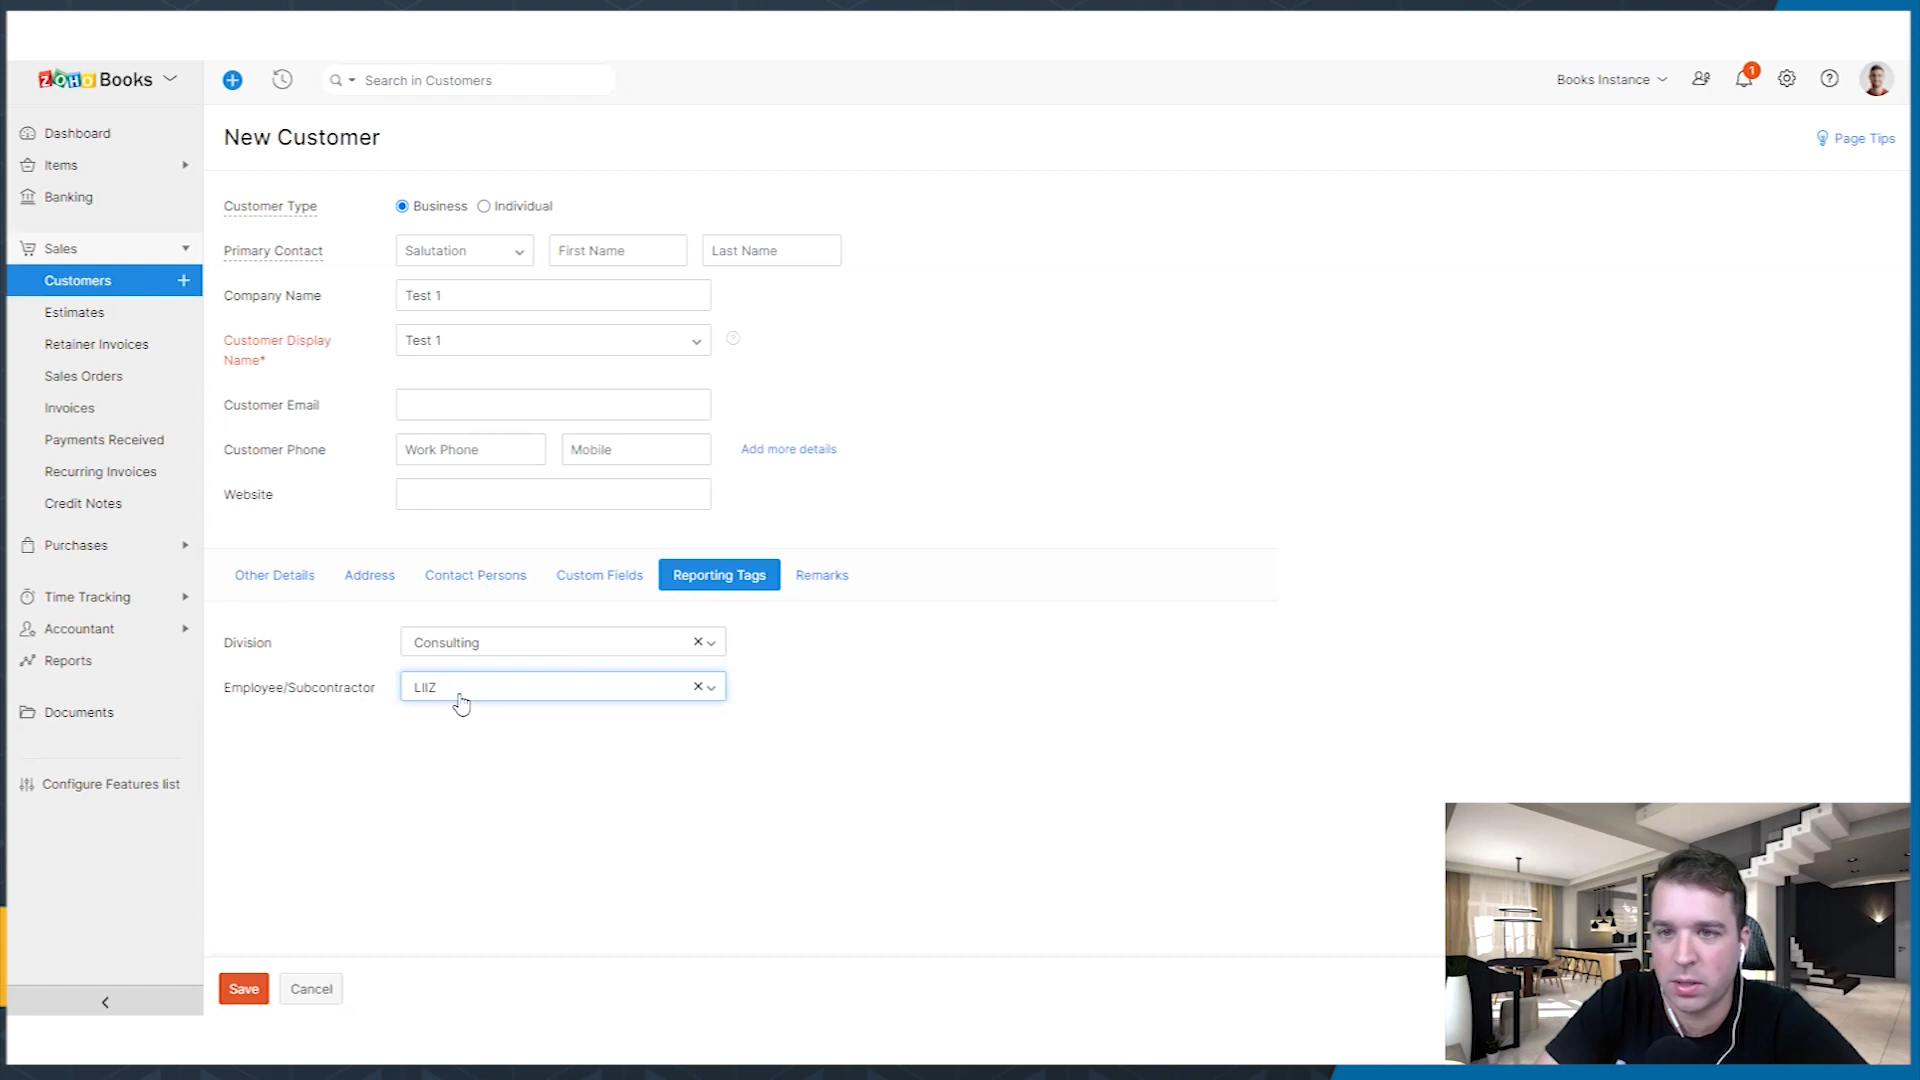 ZOHO Books
Search in Customers
Books Instance
1
Dashboard
Items
Banking
Sales
Customers
Estimates
Retainer Invoices
Sales Orders
Invoices
Payments Received
Recurring Invoices
Credit Notes
Purchases
Time Tracking
Accountant
Reports
Documents
Configure Features list
New Customer
Page Tips
Customer Type
Business
Individual
Primary Contact
Salutation
First Name
Last Name
Company Name
Test 1
Customer Display
Name*
Test 1
Customer Email
Customer Phone
Work Phone
Mobile
Add more details
Website
Other Details
Address
Contact Persons
Custom Fields
Reporting Tags
Remarks
Division
Consulting
Employee/Subcontractor
LIIZ
Save
Cancel